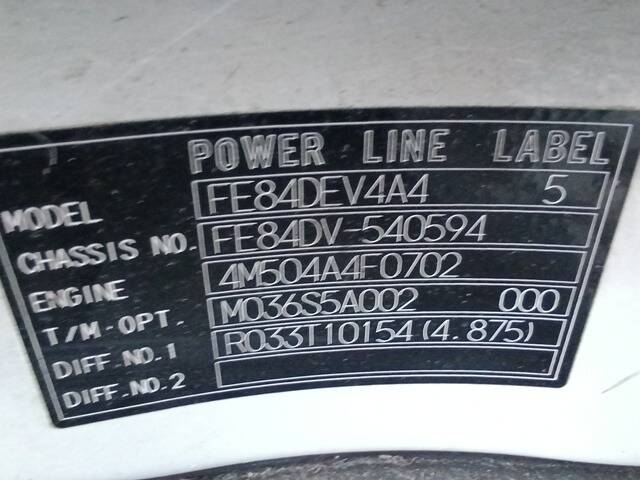 POWER LINE LABEL
MODEL FE84DEV4A4 5
CHASSIS NO. FE84DV-540594
ENGINE 4M504A4F0702
T/M-OPT. M036S5A002 000
DIFF.NO.1 R033T10154(4.875)
DIFF.NO.2